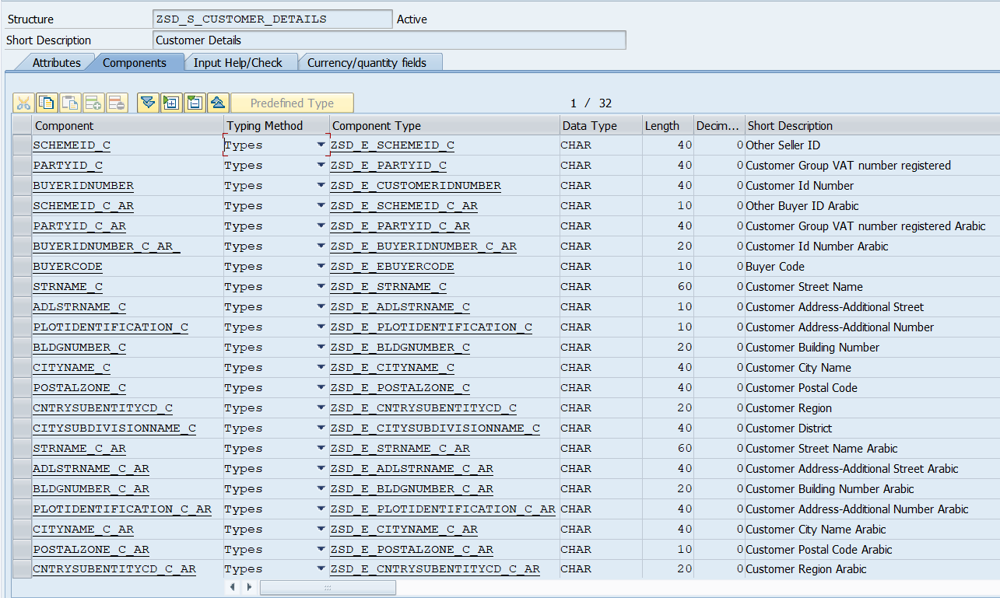 Structure ZSD_S_CUSTOMER_DETAILS Active
Short Description Customer Details
Attributes Components Input Help/Check Currency/quantity fields
Predefined Type 1 / 32
Component Typing Method Component Type Data Type Length Decim... Short Description
SCHEMEID_C Types ZSD_E_SCHEMEID_C CHAR 40 0 Other Seller ID
PARTYID_C Types ZSD_E_PARTYID_C CHAR 40 0 Customer Group VAT number registered
BUYERIDNUMBER Types ZSD_E_CUSTOMERIDNUMBER CHAR 40 0 Customer Id Number
SCHEMEID_C_AR Types ZSD_E_SCHEMEID_C_AR CHAR 10 0 Other Buyer ID Arabic
PARTYID_C_AR Types ZSD_E_PARTYID_C_AR CHAR 40 0 Customer Group VAT number registered Arabic
BUYERIDNUMBER_C_AR_ Types ZSD_E_BUYERIDNUMBER_C_AR CHAR 20 0 Customer Id Number Arabic
BUYERCODE Types ZSD_E_EBUYERCODE CHAR 10 0 Buyer Code
STRNAME_C Types ZSD_E_STRNAME_C CHAR 60 0 Customer Street Name
ADLSTRNAME_C Types ZSD_E_ADLSTRNAME_C CHAR 10 0 Customer Address-Additional Street
PLOTIDENTIFICATION_C Types ZSD_E_PLOTIDENTIFICATION_C CHAR 10 0 Customer Address-Additional Number
BLDGNUMBER_C Types ZSD_E_BLDGNUMBER_C CHAR 20 0 Customer Building Number
CITYNAME_C Types ZSD_E_CITYNAME_C CHAR 40 0 Customer City Name
POSTALZONE_C Types ZSD_E_POSTALZONE_C CHAR 40 0 Customer Postal Code
CNTRYSUBENTITYCD_C Types ZSD_E_CNTRYSUBENTITYCD_C CHAR 20 0 Customer Region
CITYSUBDIVISIONNAME_C Types ZSD_E_CITYSUBDIVISIONNAME_C CHAR 40 0 Customer District
STRNAME_C_AR Types ZSD_E_STRNAME_C_AR CHAR 60 0 Customer Street Name Arabic
ADLSTRNAME_C_AR Types ZSD_E_ADLSTRNAME_C_AR CHAR 40 0 Customer Address-Additional Street Arabic
BLDGNUMBER_C_AR Types ZSD_E_BLDGNUMBER_C_AR CHAR 20 0 Customer Building Number Arabic
PLOTIDENTIFICATION_C_AR Types ZSD_E_PLOTIDENTIFICATION_C_AR CHAR 40 0 Customer Address-Additional Number Arabic
CITYNAME_C_AR Types ZSD_E_CITYNAME_C_AR CHAR 40 0 Customer City Name Arabic
POSTALZONE_C_AR Types ZSD_E_POSTALZONE_C_AR CHAR 10 0 Customer Postal Code Arabic
CNTRYSUBENTITYCD_C_AR Types ZSD_E_CNTRYSUBENTITYCD_C_AR CHAR 20 0 Customer Region Arabic